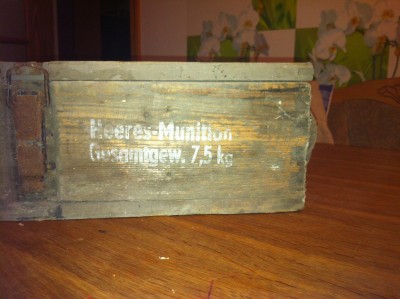 Heeres-Munition
Gesamtgew. 7,5 kg